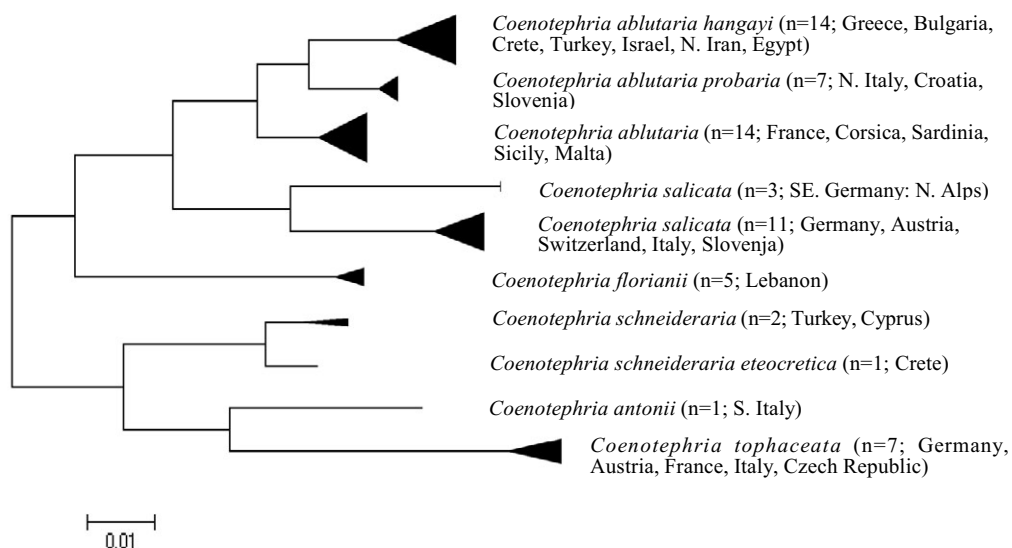 Coenotephria ablutaria hangayi (n=14; Greece, Bulgaria,
Crete, Turkey, Israel, N. Iran, Egypt)
Coenotephria ablutaria probaria (n=7; N. Italy, Croatia,
Slovenja)
Coenotephria ablutaria (n=14; France, Corsica, Sardinia,
Sicily, Malta)
Coenotephria salicata (n=3; SE. Germany: N. Alps)
Coenotephria salicata (n=11; Germany, Austria,
Switzerland, Italy, Slovenja)
Coenotephria florianii (n=5; Lebanon)
Coenotephria schneideraria (n=2; Turkey, Cyprus)
Coenotephria schneideraria eteocretica (n=1; Crete)
Coenotephria antonii (n=1; S. Italy)
Coenotephria tophaceata (n=7; Germany,
Austria, France, Italy, Czech Republic)
0.01